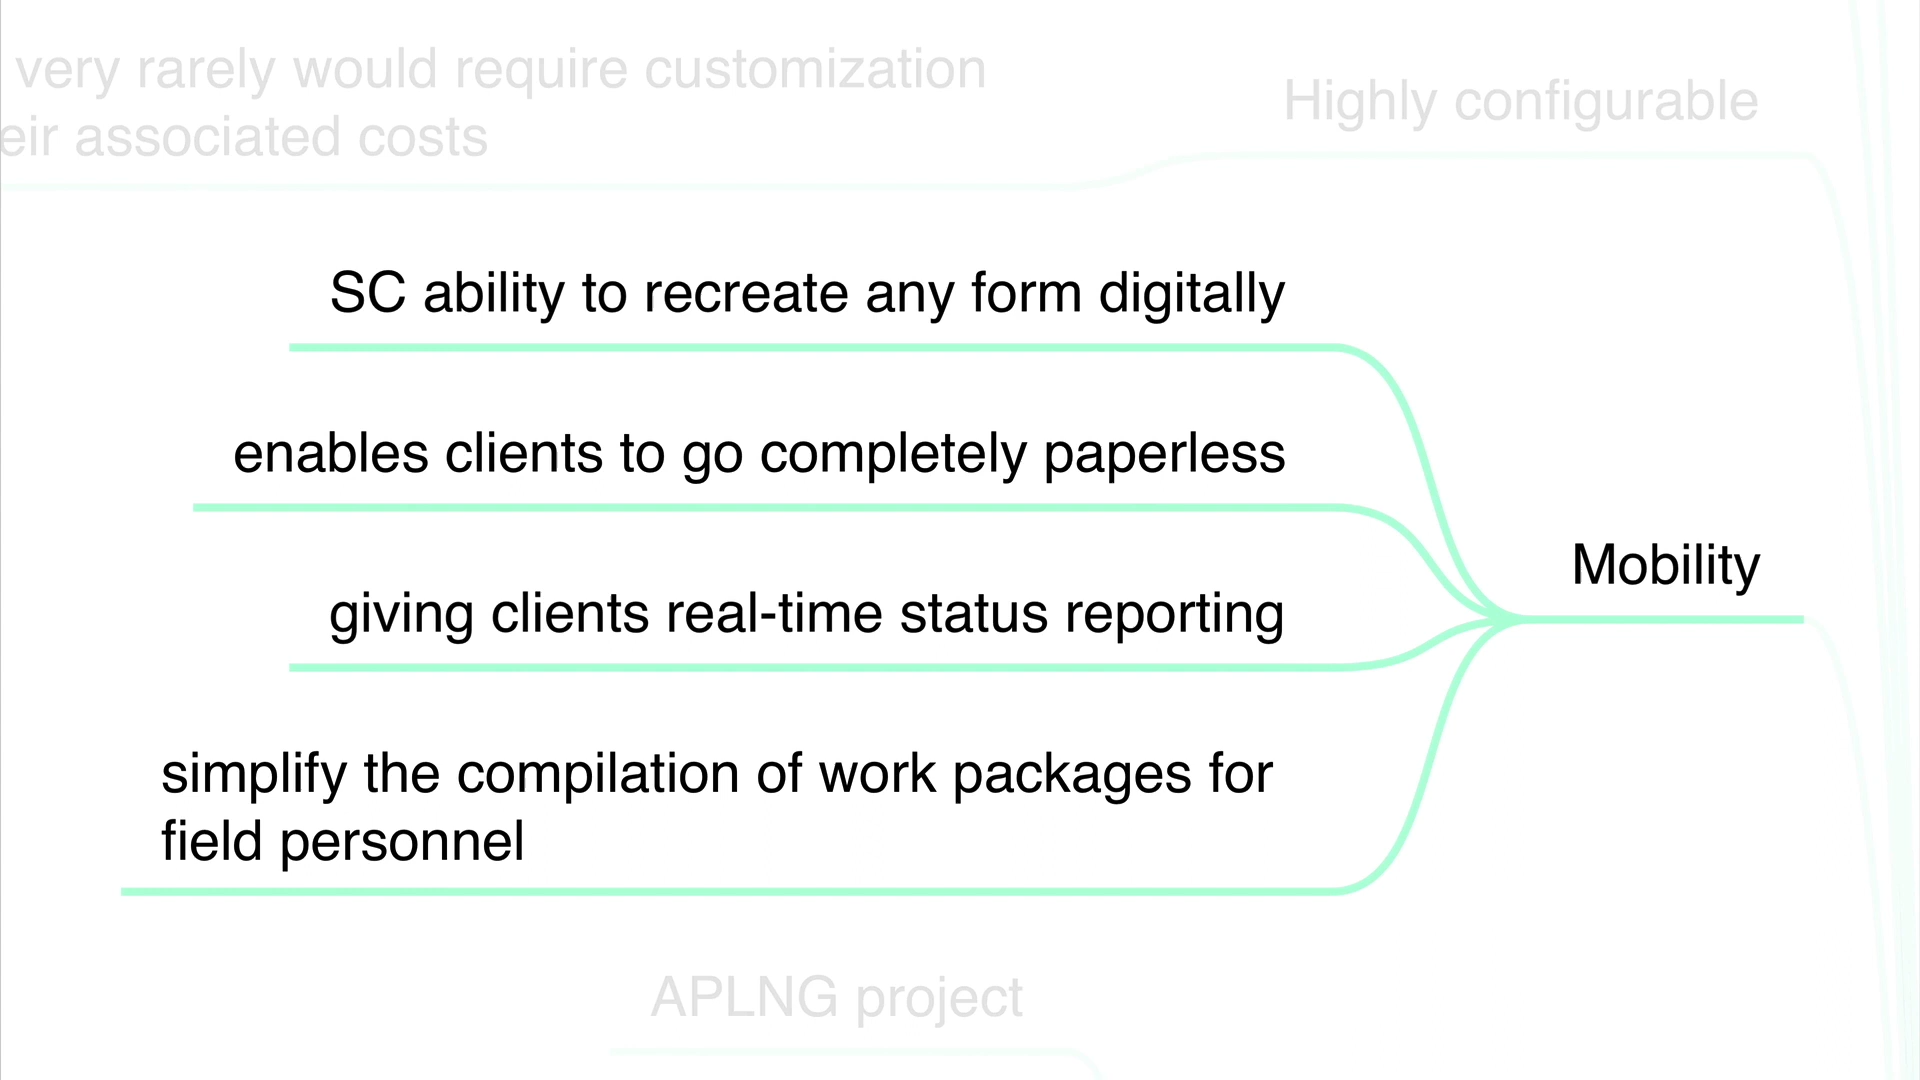 very rarely would require customization
associated costs
Highly configurable
SC ability to recreate any form digitally
enables clients to go completely paperless
giving clients real-time status reporting
Mobility
simplify the compilation of work packages for
field personnel
APLNG project